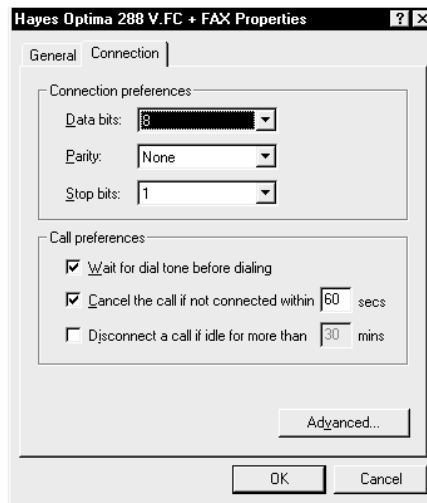 Hayes Optima 288 V.FC + FAX Properties
General Connection
Connection preferences
Data bits: 8
Parity: None
Stop bits: 1
Call preferences
Wait for dial tone before dialing
Cancel the call if not connected within 60 secs
Disconnect a call if idle for more than 30 mins
Advanced...
OK Cancel